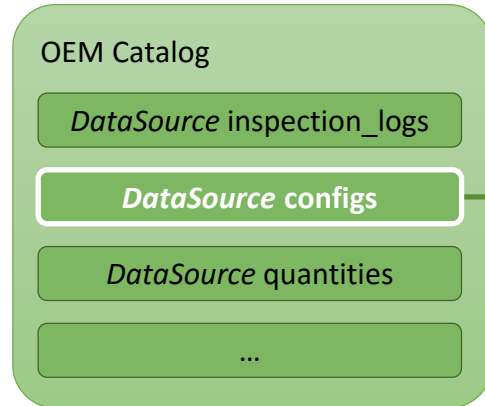 OEM Catalog
DataSource inspection_logs
DataSource configs
DataSource quantities
...